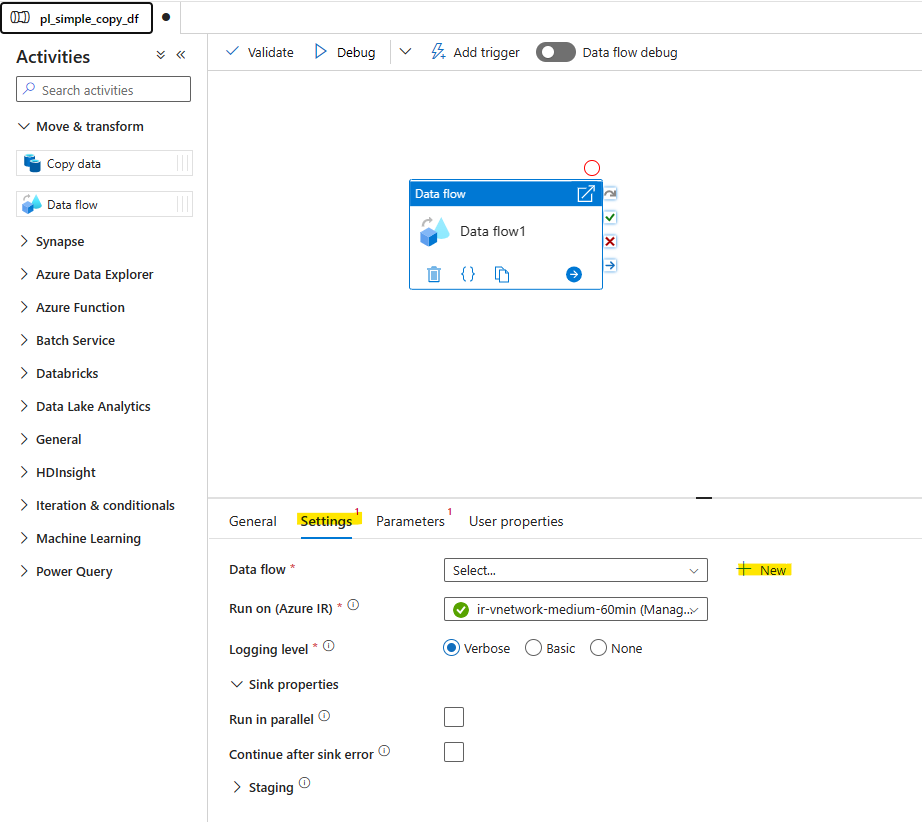 pl_simple_copy_df
Activities
Validate
Debug
Add trigger
Data flow debug
Search activities
Move & transform
Copy data
Data flow
Synapse
Azure Data Explorer
Azure Function
Batch Service
Databricks
Data Lake Analytics
General
HDInsight
Iteration & conditionals
Machine Learning
Power Query
Data flow
Data flow1
General
Settings 1
Parameters 1
User properties
Data flow *
Select...
New
Run on (Azure IR) *
ir-vnetwork-medium-60min (Manag...
Logging level *
Verbose
Basic
None
Sink properties
Run in parallel
Continue after sink error
Staging